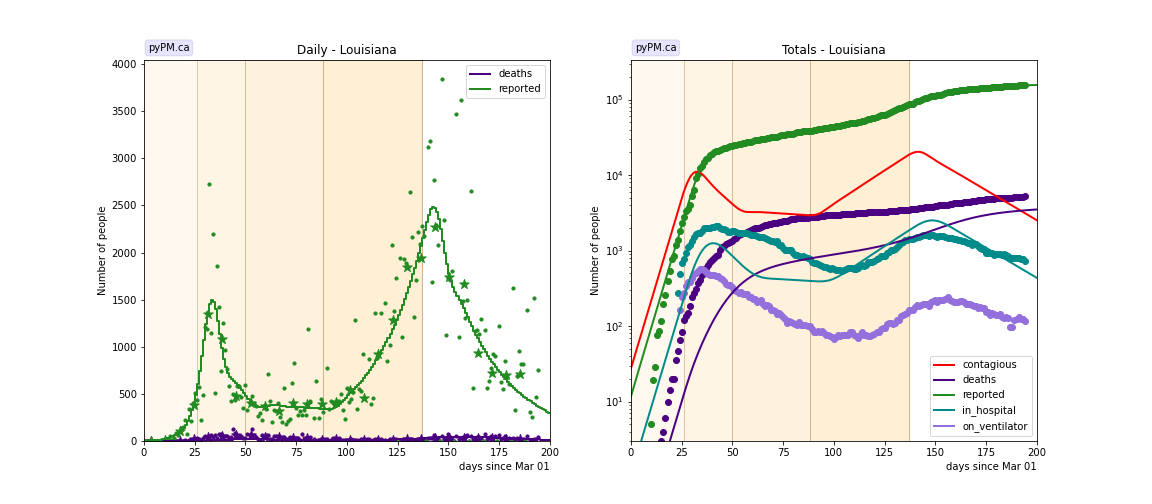 pyPM.ca
Daily - Louisiana
Number of people
4000
3500
3000
2500
2000
1500
1000
500
0
0 25 50 75 100 125 150 175 200
days since Mar 01
deaths
reported
pyPM.ca
Totals - Louisiana
Number of people
10^5
10^4
10^3
10^2
10^1
0 25 50 75 100 125 150 175 200
days since Mar 01
contagious
deaths
reported
in_hospital
on_ventilator